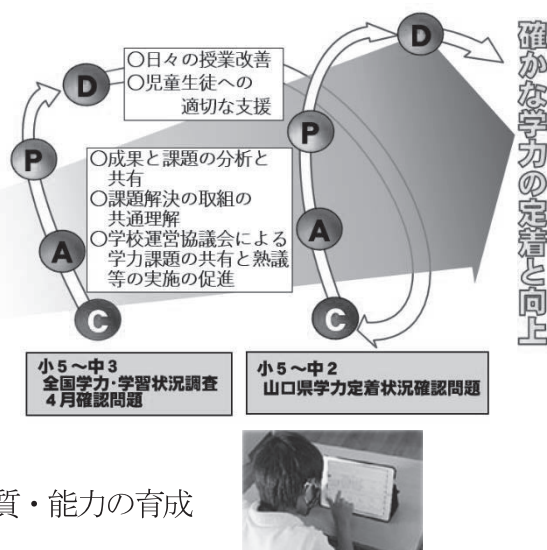 D
D
○日々の授業改善
○児童生徒への
適切な支援
P
P
○成果と課題の分析と
共有
○課題解決の取組の
共通理解
○学校運営協議会による
学力課題の共有と熟議
等の実施の促進
A
A
C
C
確かな学力の定着と向上
小5~中3
全国学力・学習状況調査
4月確認問題
小5~中2
山口県学力定着状況確認問題
質・能力の育成